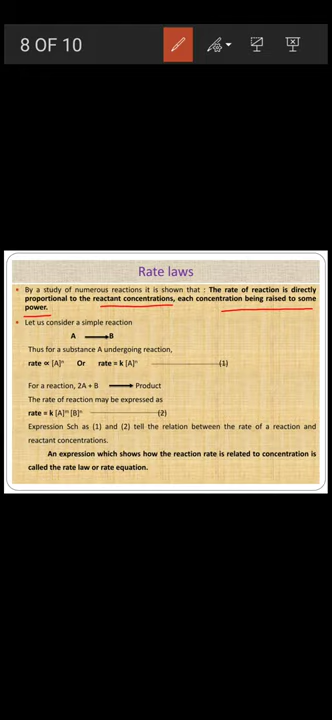 8 OF 10
Rate laws
• By a study of numerous reactions it is shown that : The rate of reaction is directly
proportional to the reactant concentrations, each concentration being raised to some
power.
• Let us consider a simple reaction
A ⟶ B
Thus for a substance A undergoing reaction,
rate ∝ [A]ⁿ Or rate = k [A]ⁿ (1)
For a reaction, 2A + B ⟶ Product
The rate of reaction may be expressed as
rate = k [A]ᵐ [B]ⁿ (2)
Expression Sch as (1) and (2) tell the relation between the rate of a reaction and
reactant concentrations.
An expression which shows how the reaction rate is related to concentration is
called the rate law or rate equation.